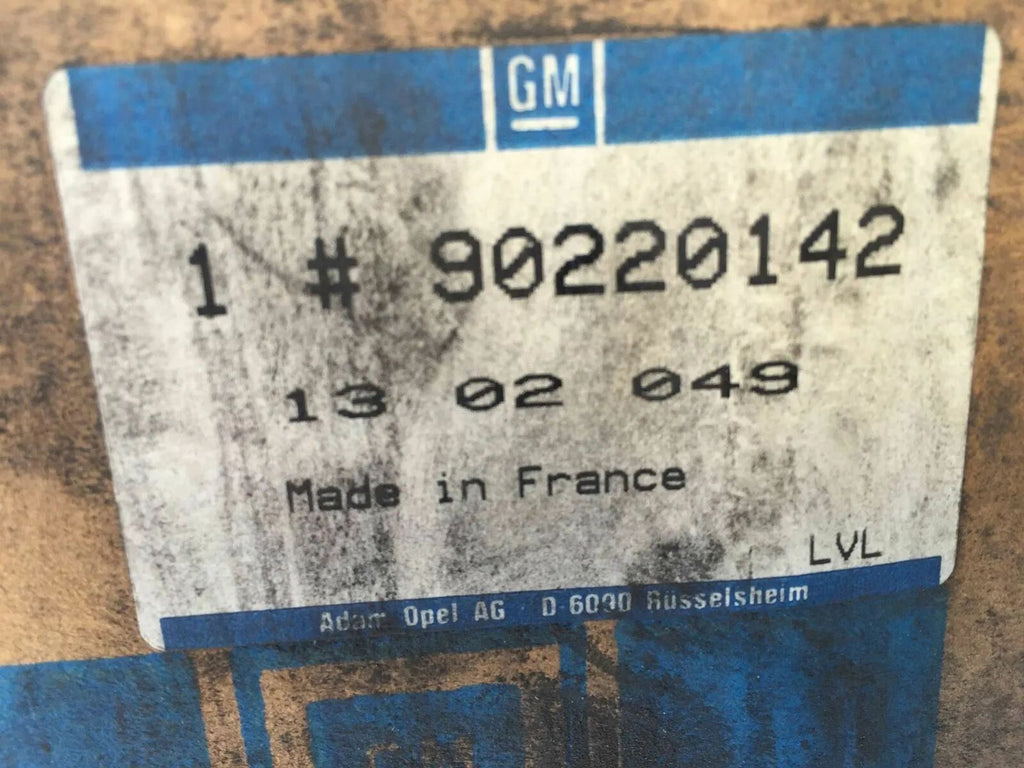 GM
1 # 90220142
13 02 049
Made in France
LVL
Adam Opel AG · D-6090 Rüsselsheim